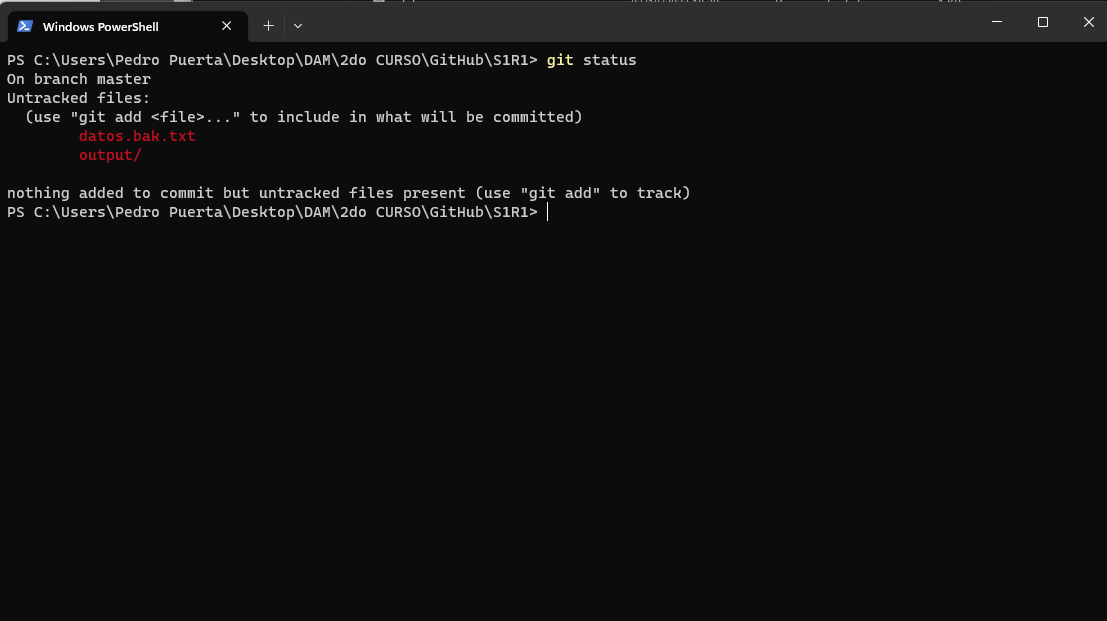 Windows PowerShell
PS C:\Users\Pedro Puerta\Desktop\DAM\2do CURSO\GitHub\S1R1> git status
On branch master
Untracked files:
  (use "git add <file>..." to include in what will be committed)
        datos.bak.txt
        output/

nothing added to commit but untracked files present (use "git add" to track)
PS C:\Users\Pedro Puerta\Desktop\DAM\2do CURSO\GitHub\S1R1>